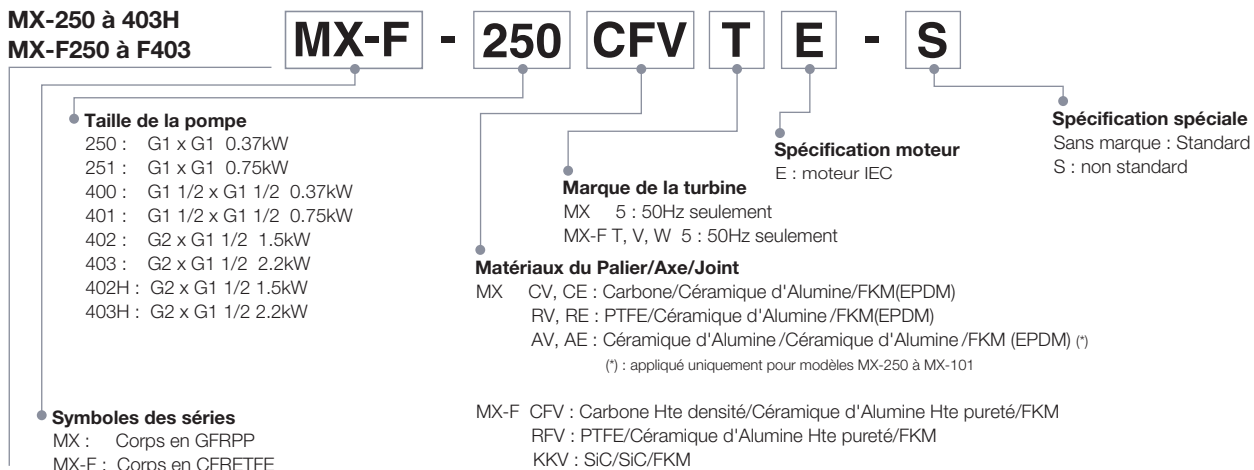 MX-250 à 403H
MX-F250 à F403
MX-F - 250 CFV T E - S
Taille de la pompe
250 : G1 x G1 0.37kW
251 : G1 x G1 0.75kW
400 : G1 1/2 x G1 1/2 0.37kW
401 : G1 1/2 x G1 1/2 0.75kW
402 : G2 x G1 1/2 1.5kW
403 : G2 x G1 1/2 2.2kW
402H : G2 x G1 1/2 1.5kW
403H : G2 x G1 1/2 2.2kW
Symboles des séries
MX : Corps en GFRPP
MX-F : Corps en CFRETFE
Matériaux du Palier/Axe/Joint
MX CV, CE : Carbone/Céramique d'Alumine/FKM(EPDM)
RV, RE : PTFE/Céramique d'Alumine /FKM(EPDM)
AV, AE : Céramique d'Alumine /Céramique d'Alumine /FKM (EPDM) (*)
(*) : appliqué uniquement pour modèles MX-250 à MX-101
MX-F CFV : Carbone Hte densité/Céramique d'Alumine Hte pureté/FKM
RFV : PTFE/Céramique d'Alumine Hte pureté/FKM
KKV : SiC/SiC/FKM
Marque de la turbine
MX 5 : 50Hz seulement
MX-F T, V, W 5 : 50Hz seulement
Spécification moteur
E : moteur IEC
Spécification spéciale
Sans marque : Standard
S : non standard